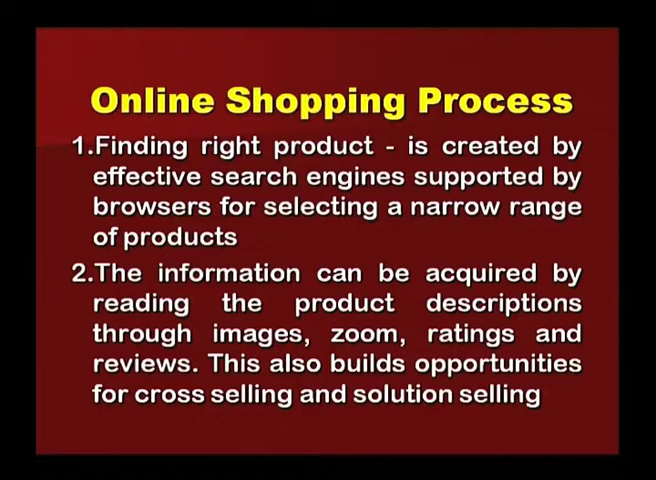 Online Shopping Process
1.Finding right product - is created by
effective search engines supported by
browsers for selecting a narrow range
of products
2.The information can be acquired by
reading the product descriptions
through images, zoom, ratings and
reviews. This also builds opportunities
for cross selling and solution selling